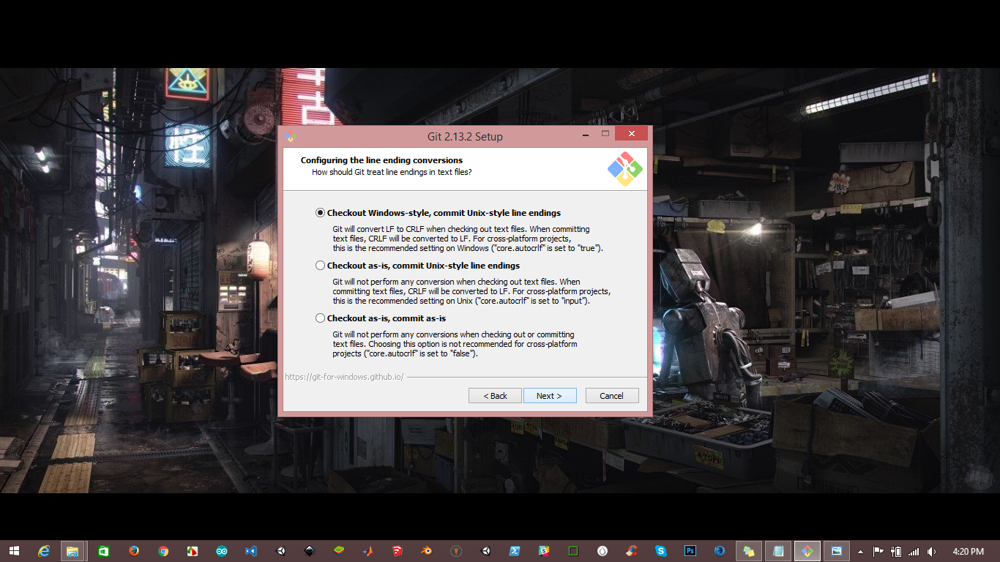 Git 2.13.2 Setup
Configuring the line ending conversions
How should Git treat line endings in text files?
Checkout Windows-style, commit Unix-style line endings
Git will convert LF to CRLF when checking out text files. When committing
text files, CRLF will be converted to LF. For cross-platform projects,
this is the recommended setting on Windows ("core.autocrlf" is set to "true").
Checkout as-is, commit Unix-style line endings
Git will not perform any conversion when checking out text files. When
committing text files, CRLF will be converted to LF. For cross-platform projects,
this is the recommended setting on Unix ("core.autocrlf" is set to "input").
Checkout as-is, commit as-is
Git will not perform any conversions when checking out or committing
text files. Choosing this option is not recommended for cross-platform
projects ("core.autocrlf" is set to "false").
https://git-for-windows.github.io/
< Back
Next >
Cancel
180.-
Ps
4:20 PM